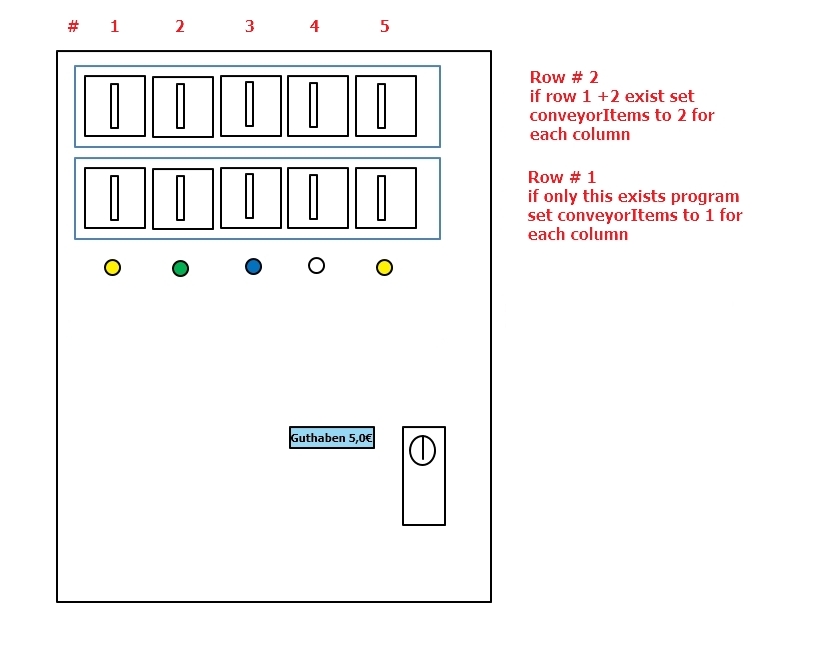 # 1 2 3 4 5
Row # 2
if row 1 +2 exist set
conveyorItems to 2 for
each column
Row # 1
if only this exists program
set conveyorItems to 1 for
each column
Guthaben 5,0€